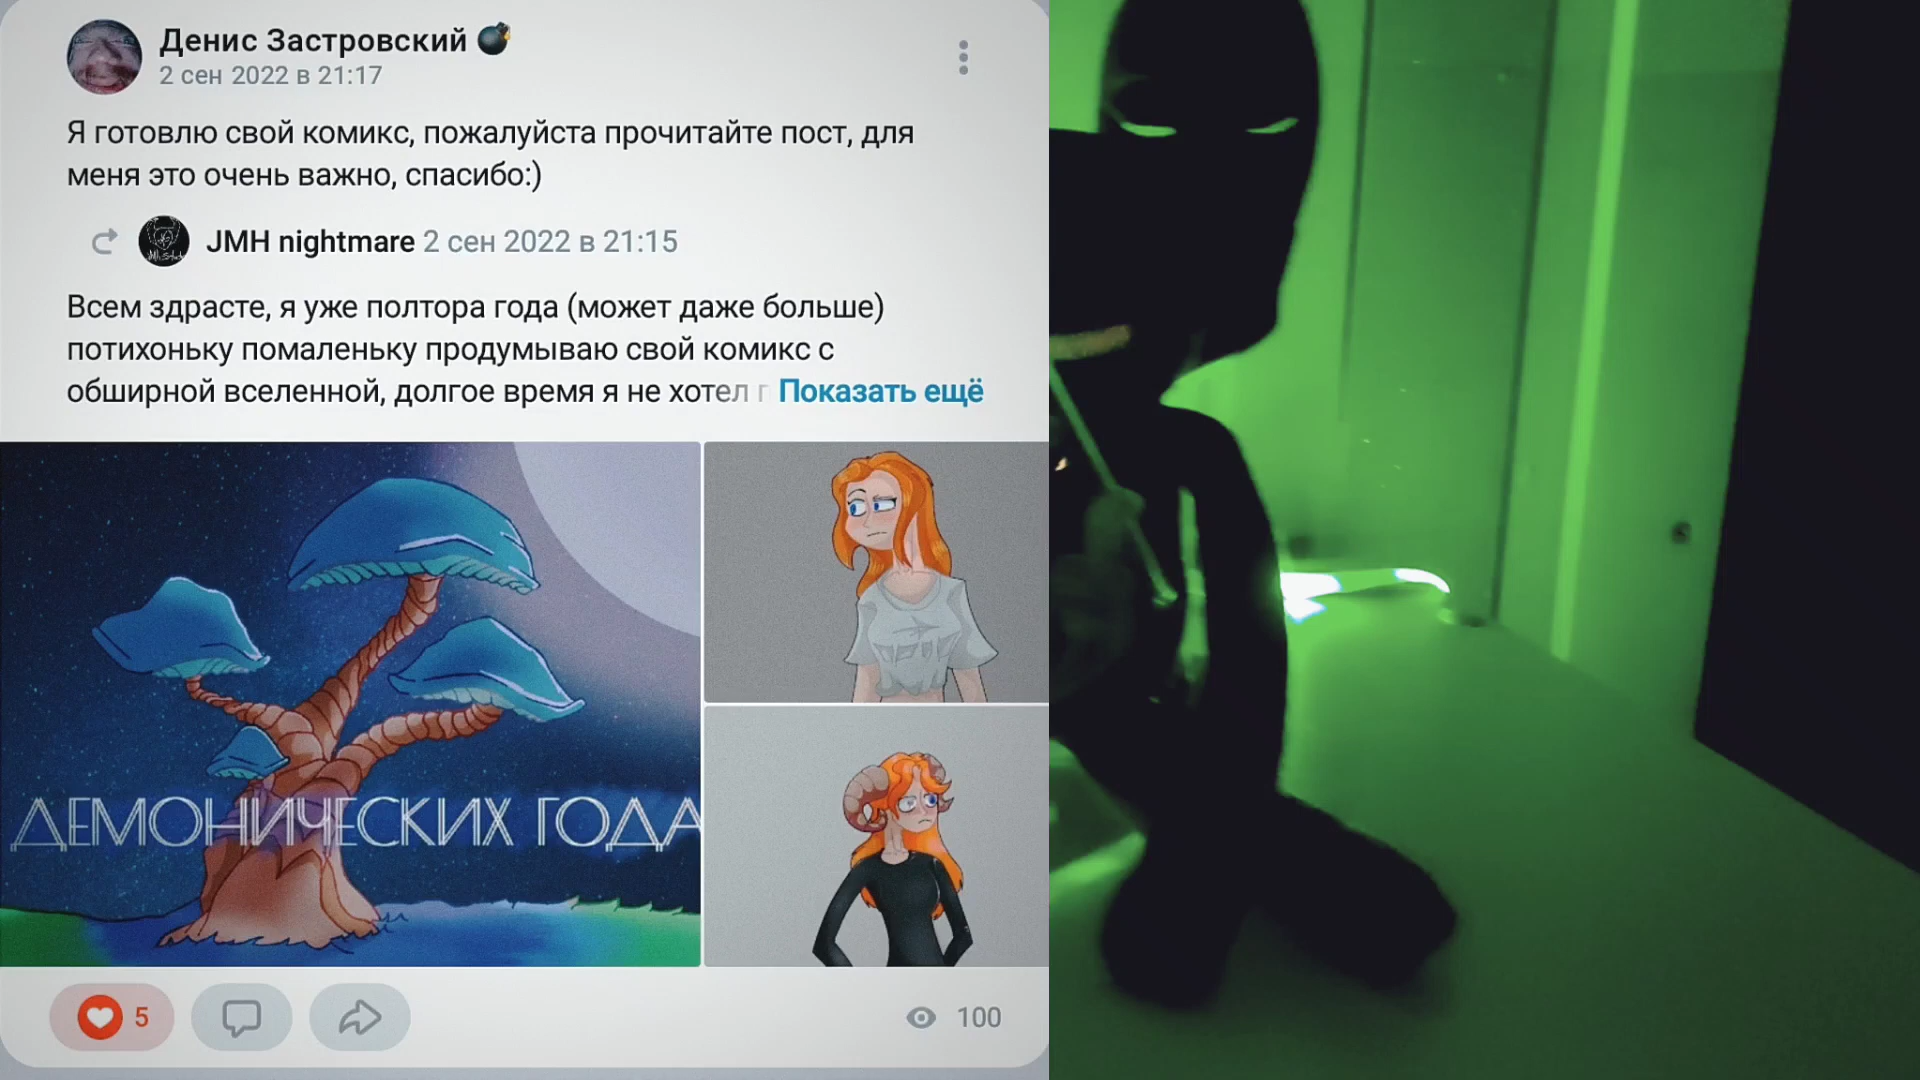 Денис Застровский
2 сен 2022 в 21:17
Я готовлю свой комикс, пожалуйста прочитайте пост, для
меня это очень важно, спасибо:)
JMH nightmare 2 сен 2022 в 21:15
Всем здрасте, я уже полтора года (может даже больше)
потихоньку помаленьку продумываю свой комикс с
обширной вселенной, долгое время я не хотел Показать ещё
ДЕМОНИЧЕСКИХ ГОДА
5
100